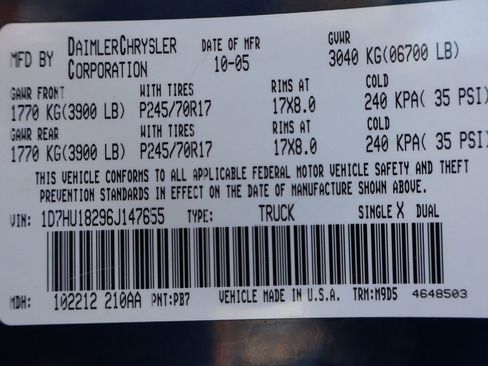 MFD BY DAIMLERCHRYSLER CORPORATION DATE OF MFR 10-05 GVWR 3040 KG(06700 LB)
GAWR FRONT WITH TIRES RIMS AT COLD
1770 KG(3900 LB) P245/70R17 17X8.0 240 KPA( 35 PSI)
GAWR REAR WITH TIRES RIMS AT COLD
1770 KG(3900 LB) P245/70R17 17X8.0 240 KPA( 35 PSI)
THIS VEHICLE CONFORMS TO ALL APPLICABLE FEDERAL MOTOR VEHICLE SAFETY AND THEFT
PREVENTION STANDARDS IN EFFECT ON THE DATE OF MANUFACTURE SHOWN ABOVE.
VIN: 1D7HU18296J147655 TYPE: TRUCK SINGLE X DUAL
MDH: 102212 210AA PNT:PB7 VEHICLE MADE IN U.S.A. TRM:M9D5 4648503